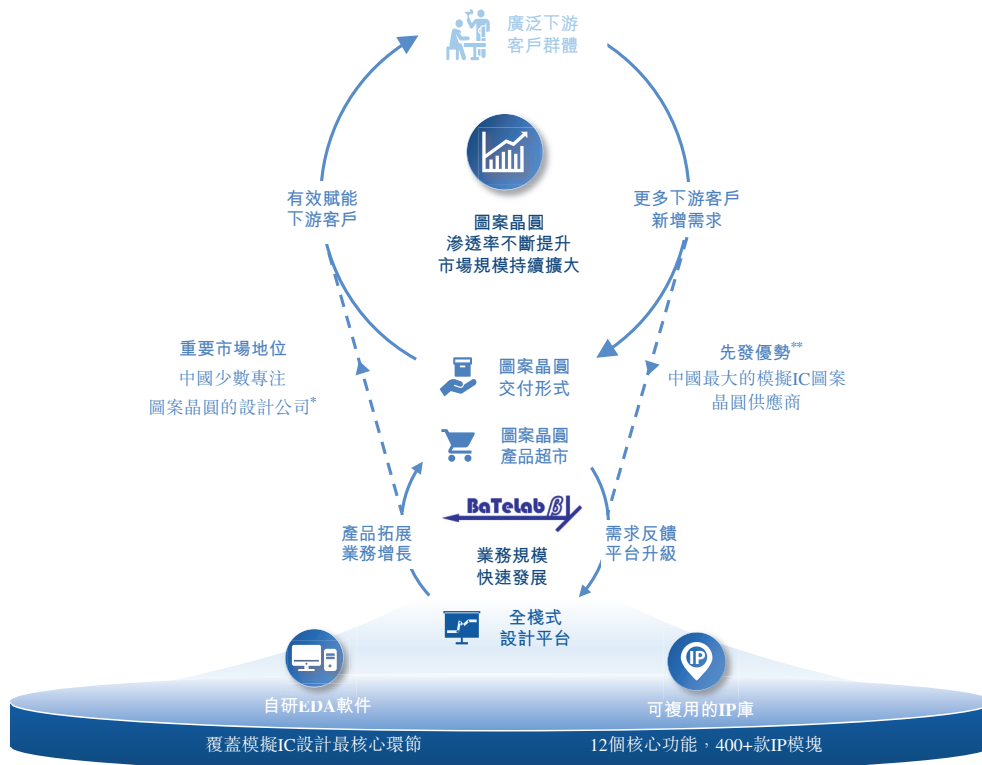 廣泛下游
客戶群體
有效賦能
下游客戶
更多下游客戶
新增需求
圖案晶圓
滲透率不斷提升
市場規模持續擴大
重要市場地位
中國少數專注
圖案晶圓的設計公司*
先發優勢**
中國最大的模擬IC圖案
晶圓供應商
圖案晶圓
交付形式
圖案晶圓
產品超市
BaTeLab β
產品拓展
業務增長
需求反饋
平台升級
業務規模
快速發展
全棧式
設計平台
IP
自研EDA軟件
可複用的IP庫
覆蓋模擬IC設計最核心環節
12個核心功能，400+款IP模塊